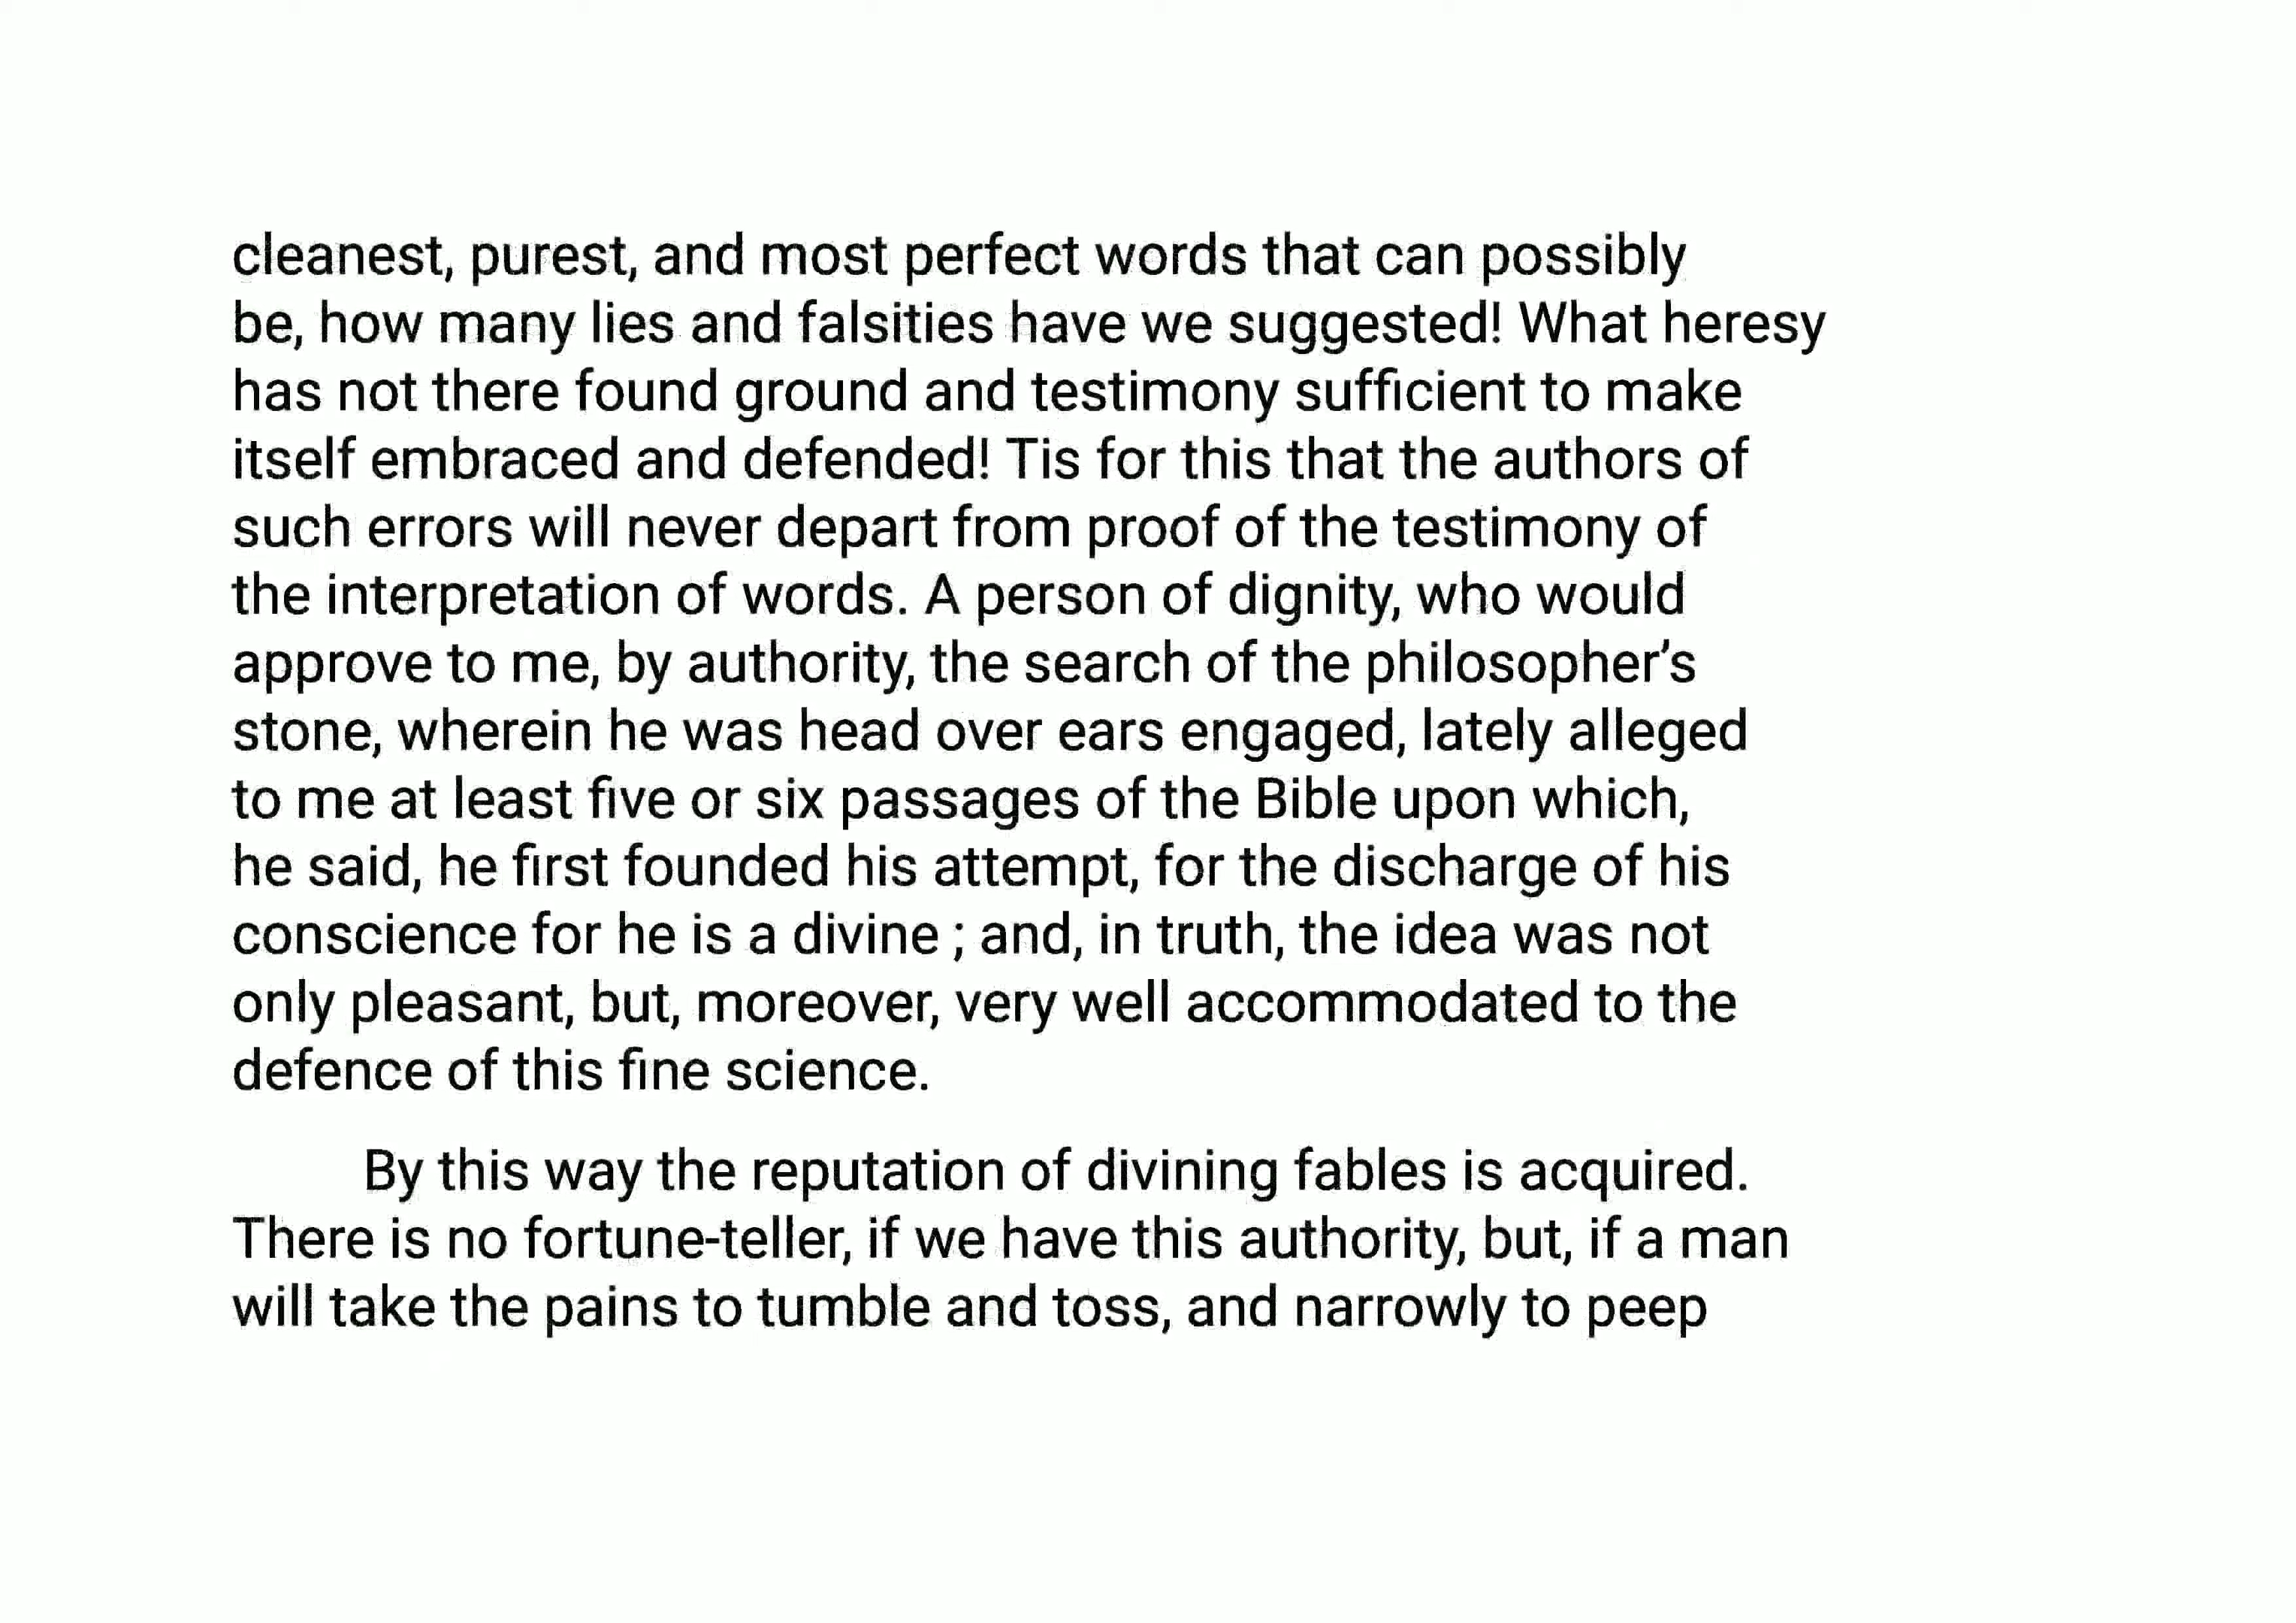 cleanest, purest, and most perfect words that can possibly
be, how many lies and falsities have we suggested! What heresy
has not there found ground and testimony sufficient to make
itself embraced and defended! Tis for this that the authors of
such errors will never depart from proof of the testimony of
the interpretation of words. A person of dignity, who would
approve to me, by authority, the search of the philosopher's
stone, wherein he was head over ears engaged, lately alleged
to me at least five or six passages of the Bible upon which,
he said, he first founded his attempt, for the discharge of his
conscience for he is a divine ; and, in truth, the idea was not
only pleasant, but, moreover, very well accommodated to the
defence of this fine science.
By this way the reputation of divining fables is acquired.
There is no fortune-teller, if we have this authority, but, if a man
will take the pains to tumble and toss, and narrowly to peep